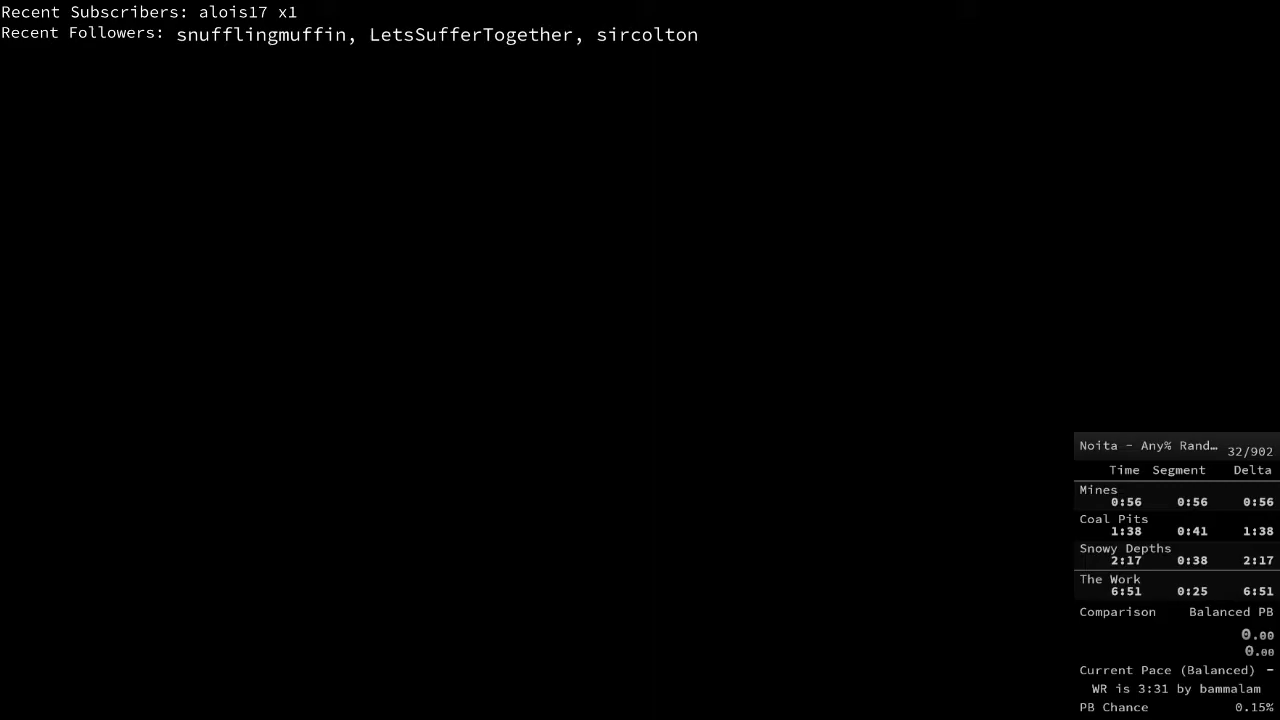 Recent Subscribers: alois17 x1
Recent Followers: snufflingmuffin, LetsSufferTogether, sircolton
Noita - Any% Rand… 32/902
Time Segment Delta
Mines
0:56 0:56 0:56
Coal Pits
1:38 0:41 1:38
Snowy Depths
2:17 0:38 2:17
The Work
6:51 0:25 6:51
Comparison Balanced PB
0.00
0.00
Current Pace (Balanced) -
WR is 3:31 by bammalam
PB Chance 0.15%